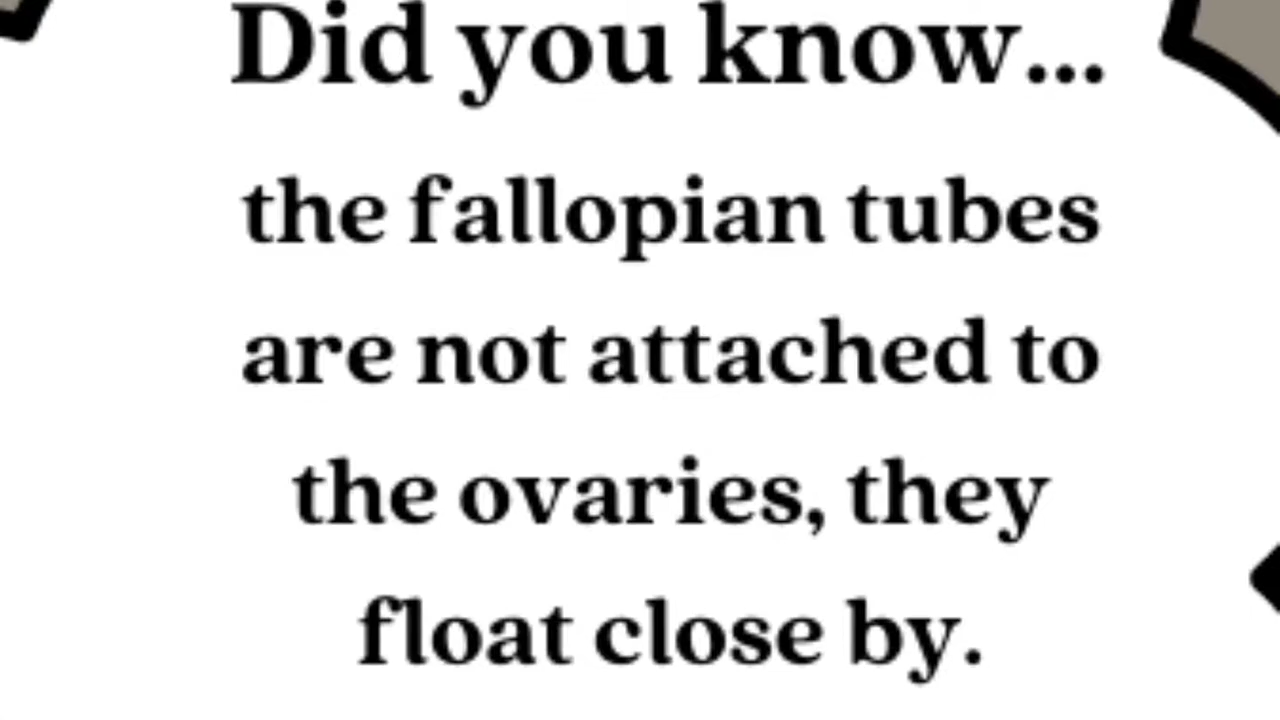 Did you know...
the fallopian tubes
are not attached to
the ovaries, they
float close by.